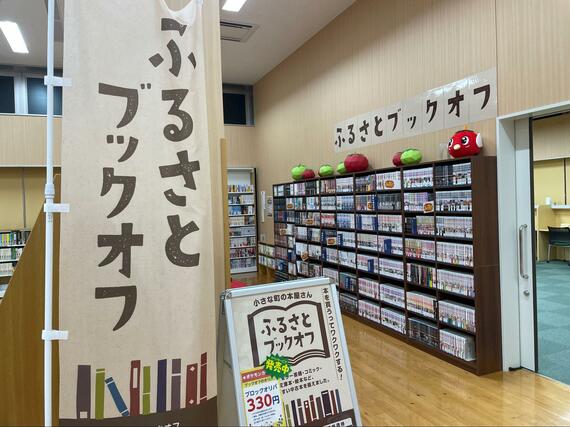 ふるさと
ブックオフ
ふるさとブックオフ
小さな町の本屋さん
ふるさと
ブックオフ
本を買うってワクワクする!
発売中
ブロックオリパ
330円